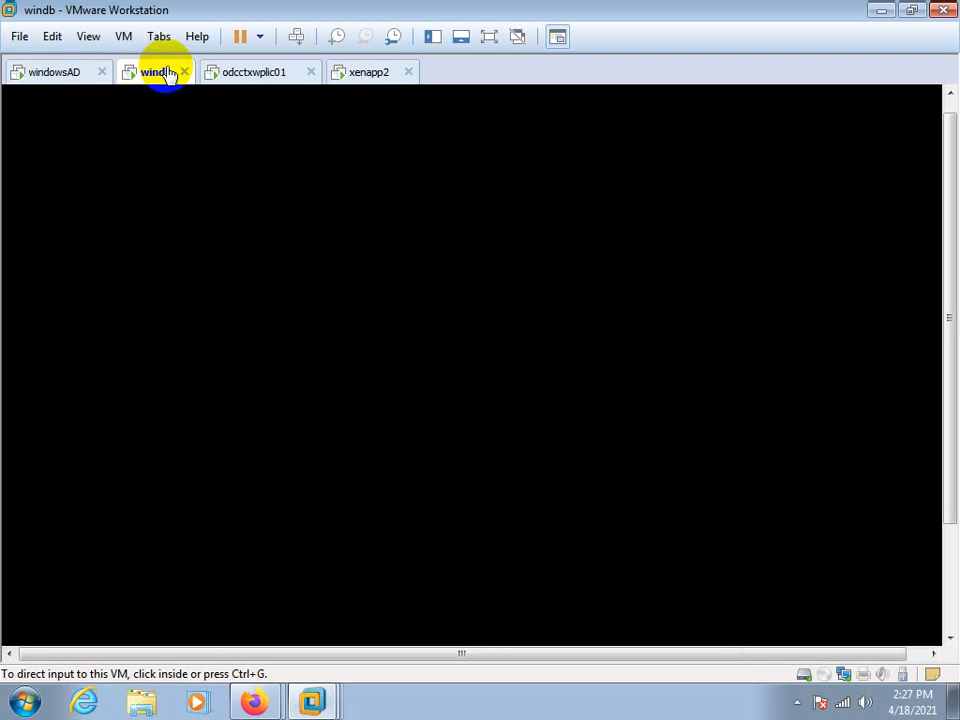 windb - VMware Workstation
File Edit View VM Tabs Help
windowsAD windb odcctxwplic01 xenapp2
To direct input to this VM, click inside or press Ctrl+G.
2:27 PM
4/18/2021